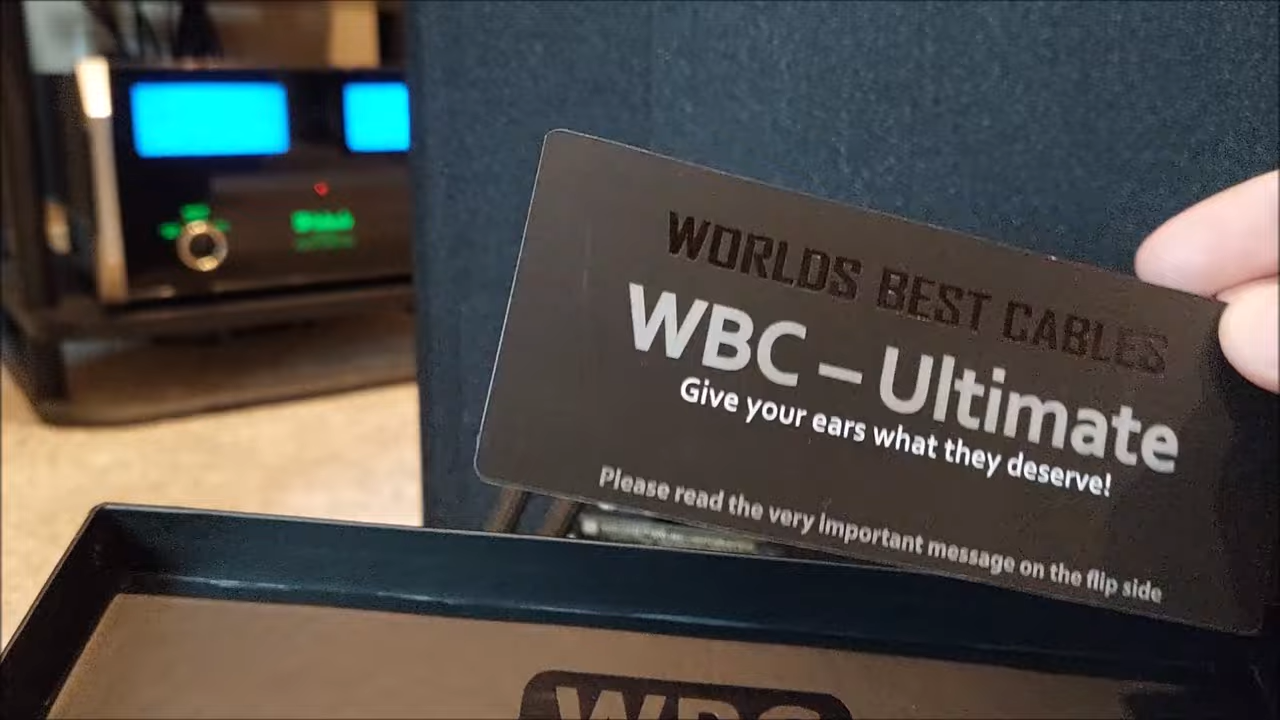 WORLDS BEST CABLES
WBC – Ultimate
Give your ears what they deserve!
Please read the very important message on the flip side
WBC